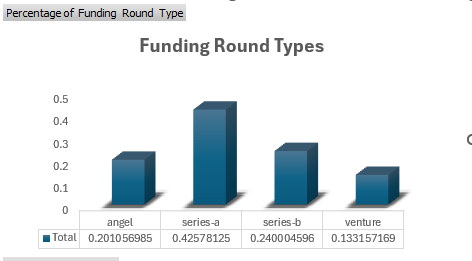 Percentage of Funding Round Type
Funding Round Types
0.5
0.4
0.3
0.2
0.1
0
angel series-a series-b venture
Total 0.201056985 0.42578125 0.240004596 0.133157169